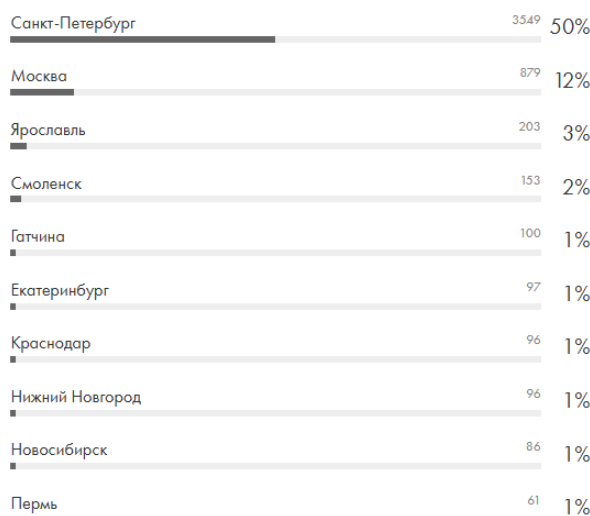 Санкт-Петербург 3549 50%
Москва 879 12%
Ярославль 203 3%
Смоленск 153 2%
Гатчина 100 1%
Екатеринбург 97 1%
Краснодар 96 1%
Нижний Новгород 96 1%
Новосибирск 86 1%
Пермь 61 1%